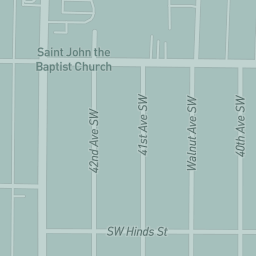 Saint John the
Baptist Church
42nd Ave SW
41st Ave SW
Walnut Ave SW
40th Ave SW
SW Hinds St